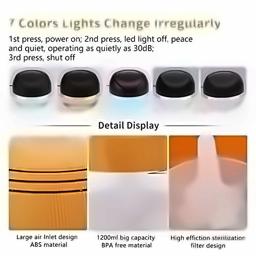 7 Colors Lights Change Irregularly
1st press, power on; 2nd press, led light off, peace
and quiet, operating as quietly as 30dB;
3rd press, shut off
Detail Display
Large air Inlet design
ABS material
1200ml big capacity
BPA free material
High effiction sterilization
filter design